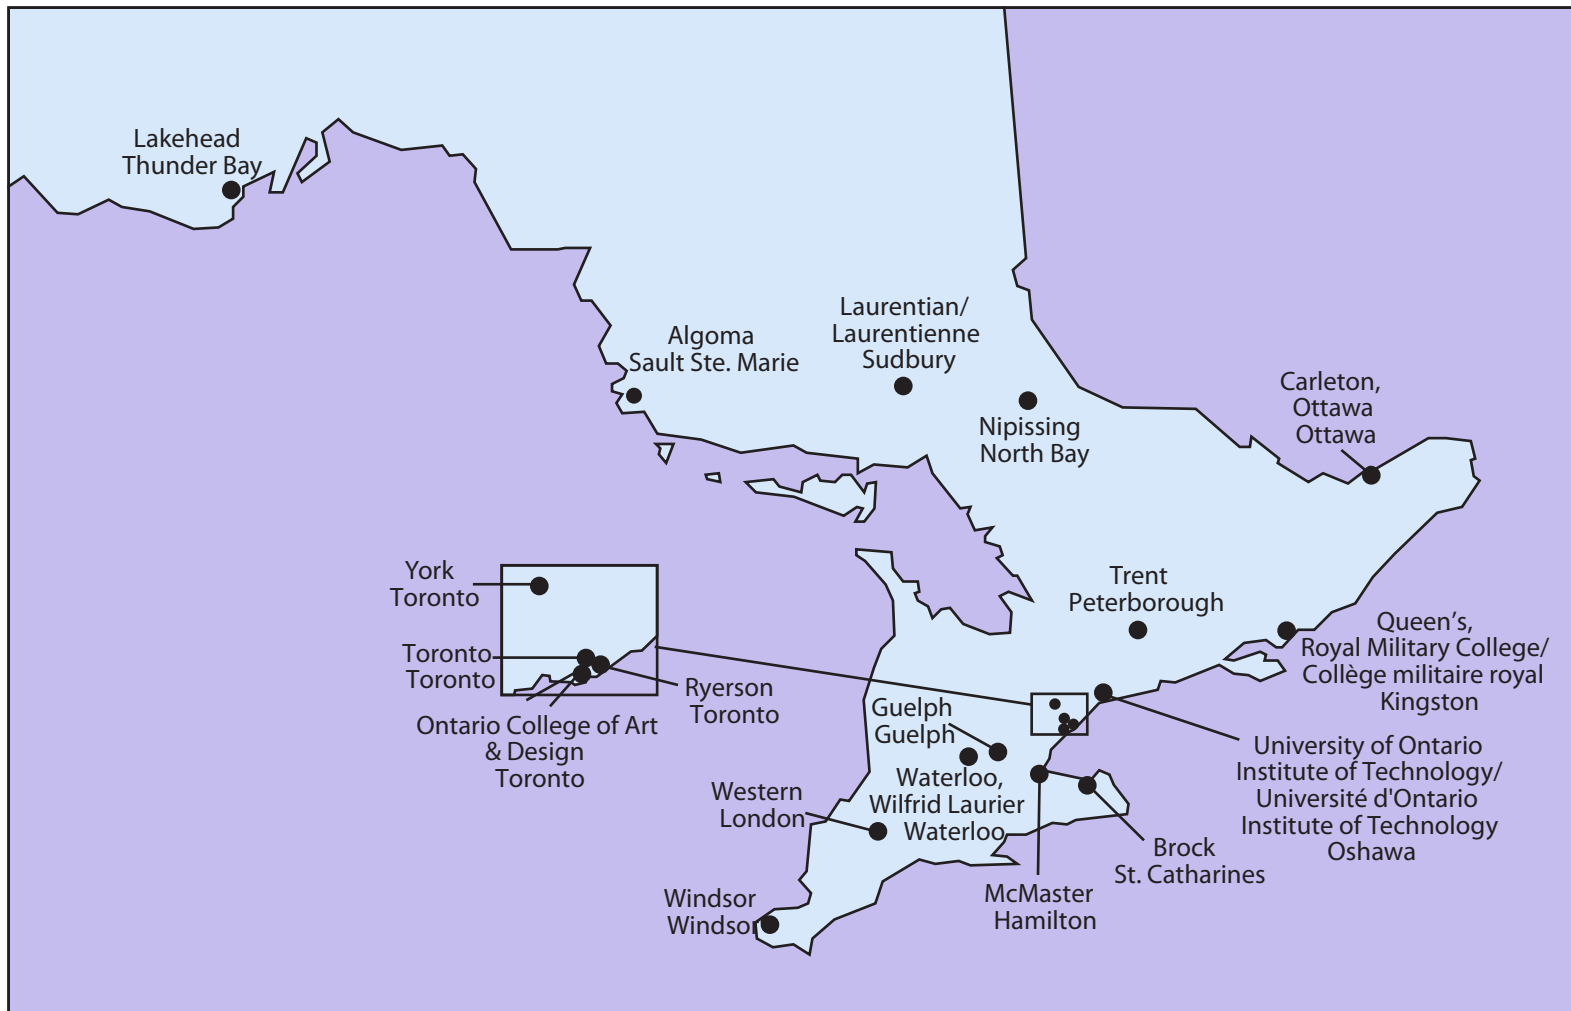 Lakehead
Thunder Bay
Algoma
Sault Ste. Marie
Laurentian/
Laurentienne
Sudbury
Nipissing
North Bay
Carleton,
Ottawa
Ottawa
York
Toronto
Toronto
Toronto
Ryerson
Toronto
Ontario College of Art
& Design
Toronto
Trent
Peterborough
Queen’s,
Royal Military College/
Collège militaire royal
Kingston
Guelph
Guelph
Waterloo,
Wilfrid Laurier
Waterloo
University of Ontario
Institute of Technology/
Université d'Ontario
Institute of Technology
Oshawa
Western
London
Brock
St. Catharines
McMaster
Hamilton
Windsor
Windsor